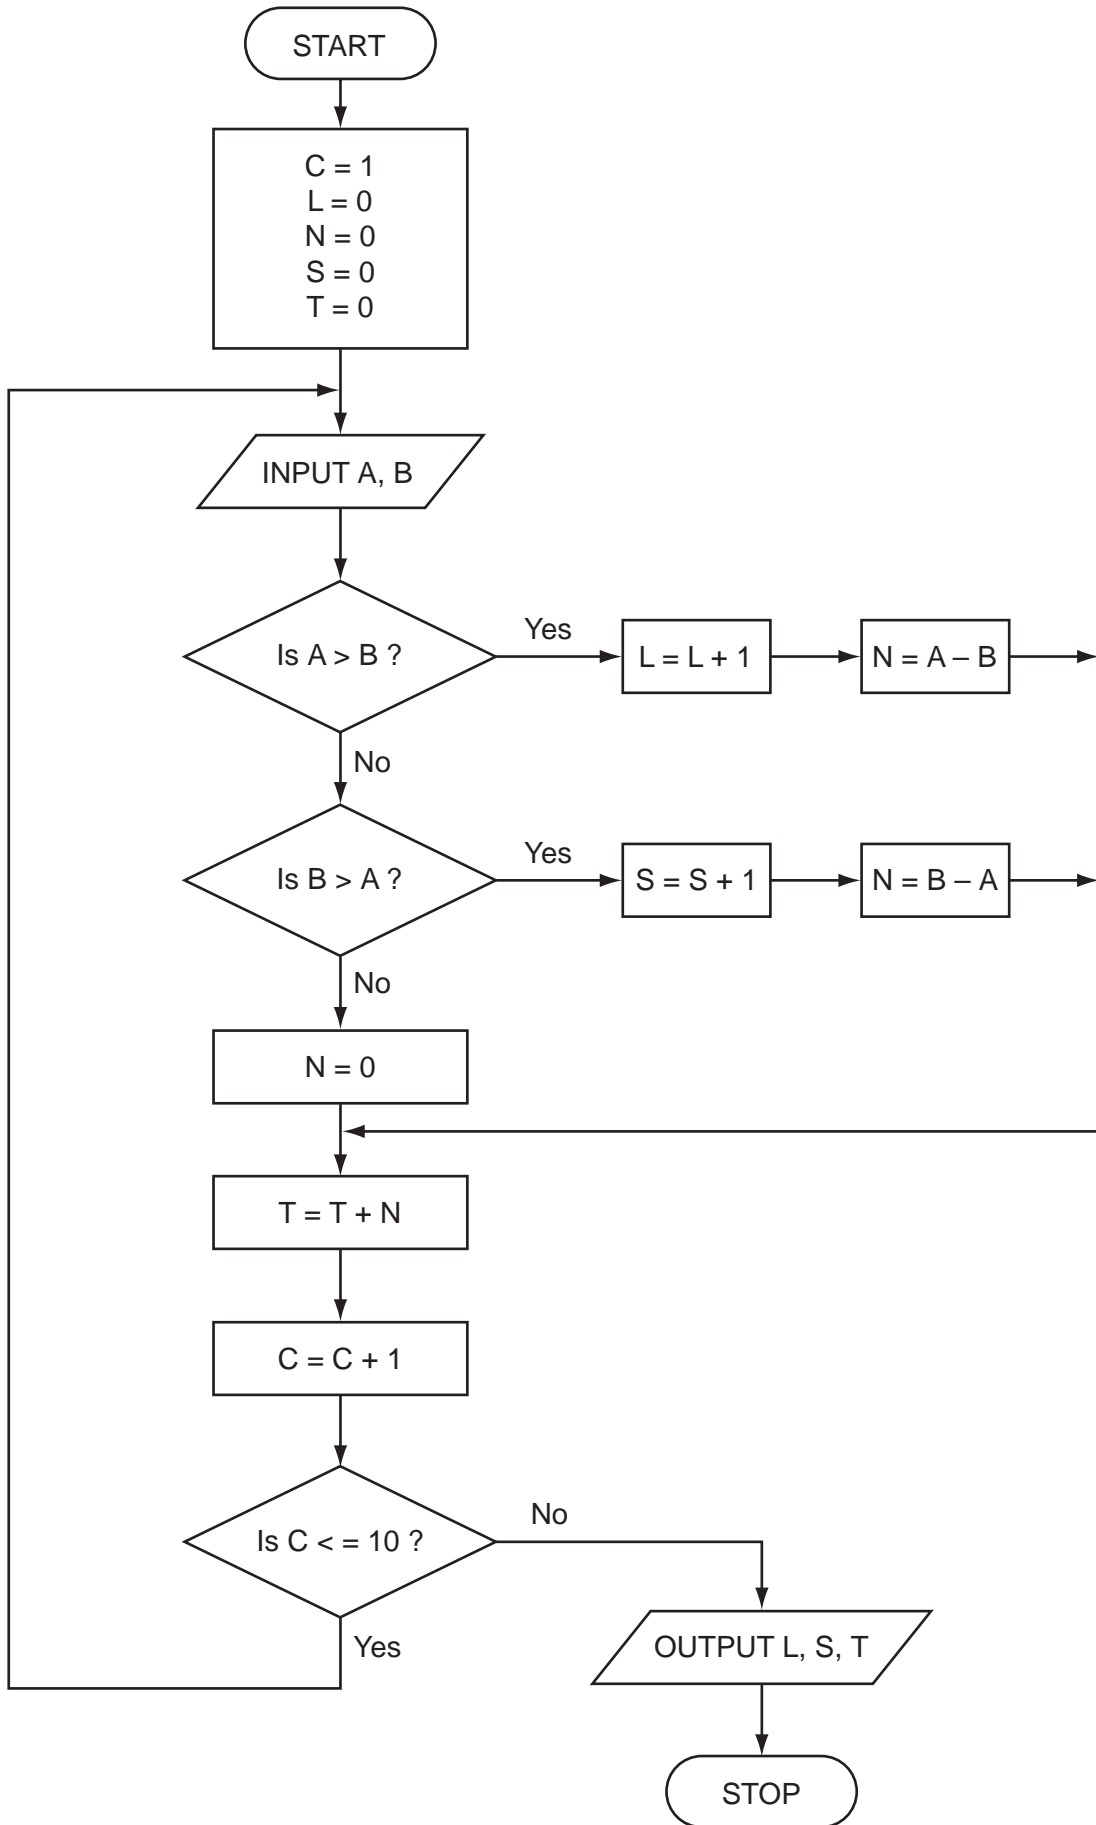 START
C = 1
L = 0
N = 0
S = 0
T = 0
INPUT A, B
Is A > B ?
Yes
L = L + 1
N = A – B
No
Is B > A ?
Yes
S = S + 1
N = B – A
No
N = 0
T = T + N
C = C + 1
Is C < = 10 ?
No
Yes
OUTPUT L, S, T
STOP